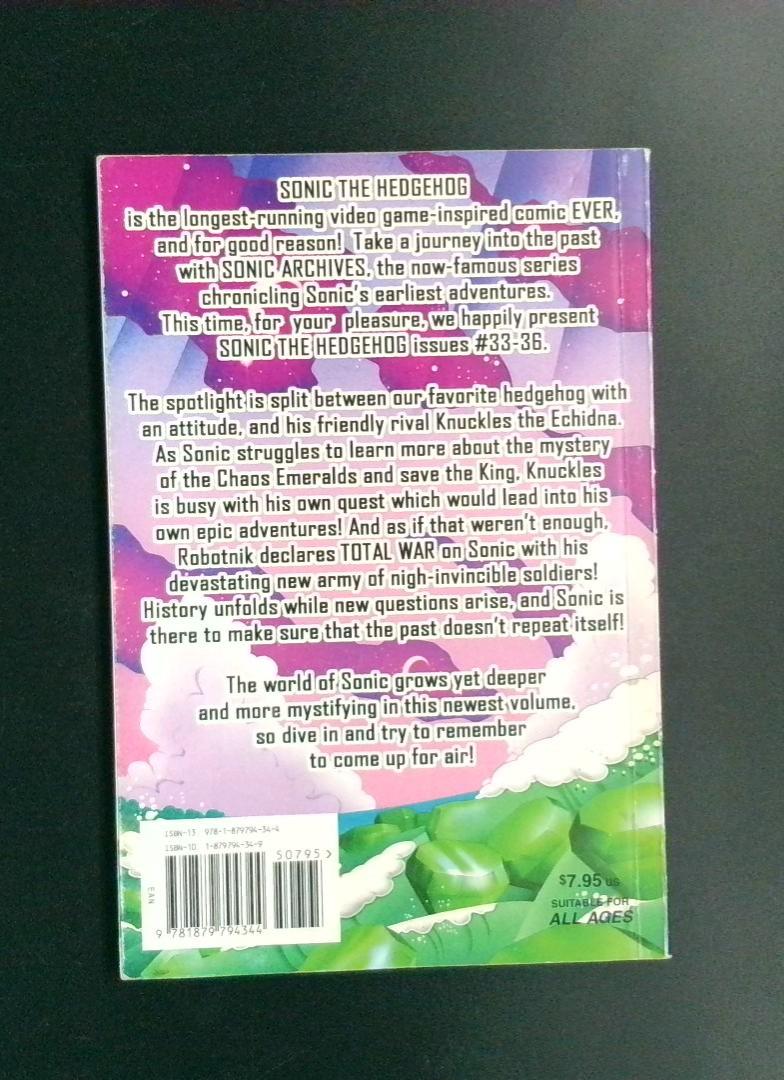 SONIC THE HEDGEHOG
is the longest-running video game-inspired comic EVER,
and for good reason! Take a journey into the past
with SONIC ARCHIVES, the now-famous series
chronicling Sonic's earliest adventures.
This time, for your pleasure, we happily present
SONIC THE HEDGEHOG issues #33-36.
The spotlight is split between our favorite hedgehog with
an attitude, and his friendly rival Knuckles the Echidna.
As Sonic struggles to learn more about the mystery
of the Chaos Emeralds and save the King, Knuckles
is busy with his own quest which would lead into his
own epic adventures! And as if that weren't enough,
Robotnik declares TOTAL WAR on Sonic with his
devastating new army of nigh-invincible soldiers!
History unfolds while new questions arise, and Sonic is
there to make sure that the past doesn't repeat itself!
The world of Sonic grows yet deeper
and more mystifying in this newest volume,
so dive in and try to remember
to come up for air!
ISBN-13 978-1-879794-34-4
ISBN-10 1-879794-34-9
50795>
EAN
9 781879 794344
$7.95 US
SUITABLE FOR
ALL AGES